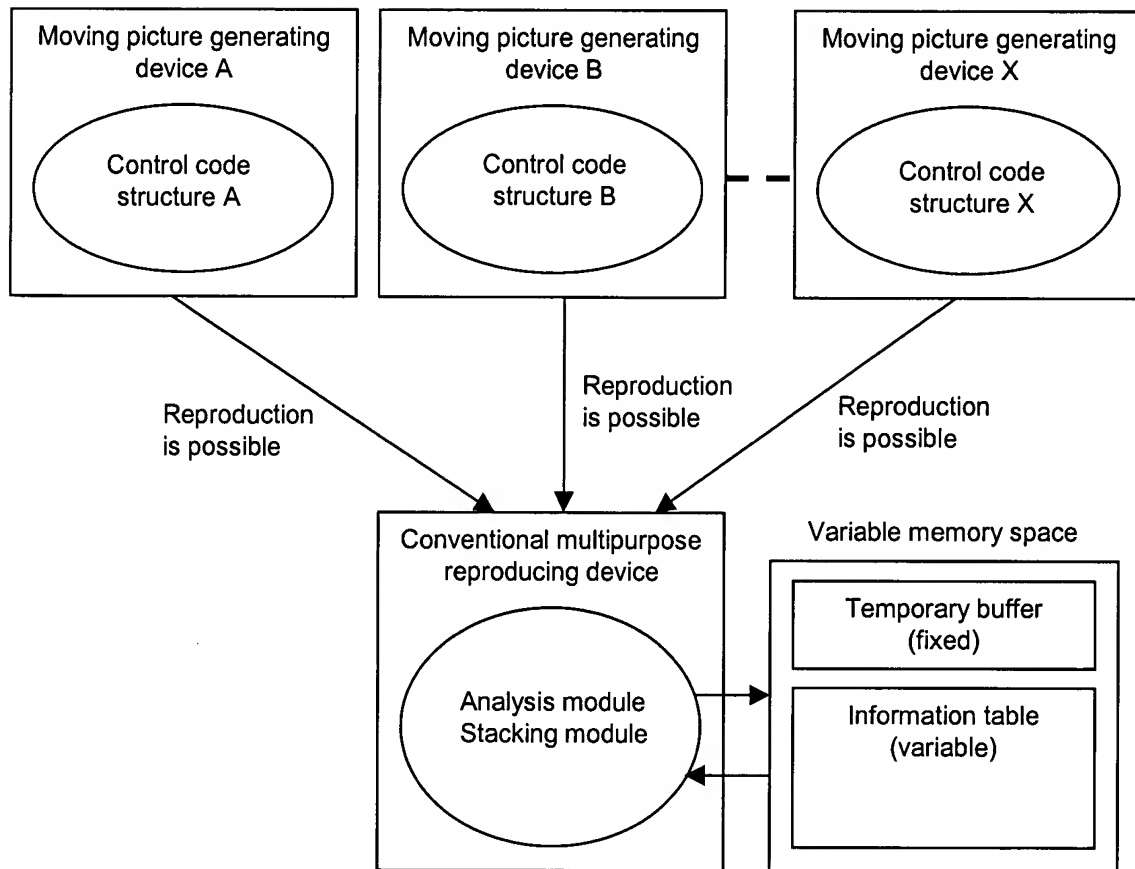 Moving picture generating
device A
Control code
structure A
Moving picture generating
device B
Control code
structure B
Moving picture generating
device X
Control code
structure X
Reproduction
is possible
Reproduction
is possible
Reproduction
is possible
Conventional multipurpose
reproducing device
Analysis module
Stacking module
Variable memory space
Temporary buffer
(fixed)
Information table
(variable)